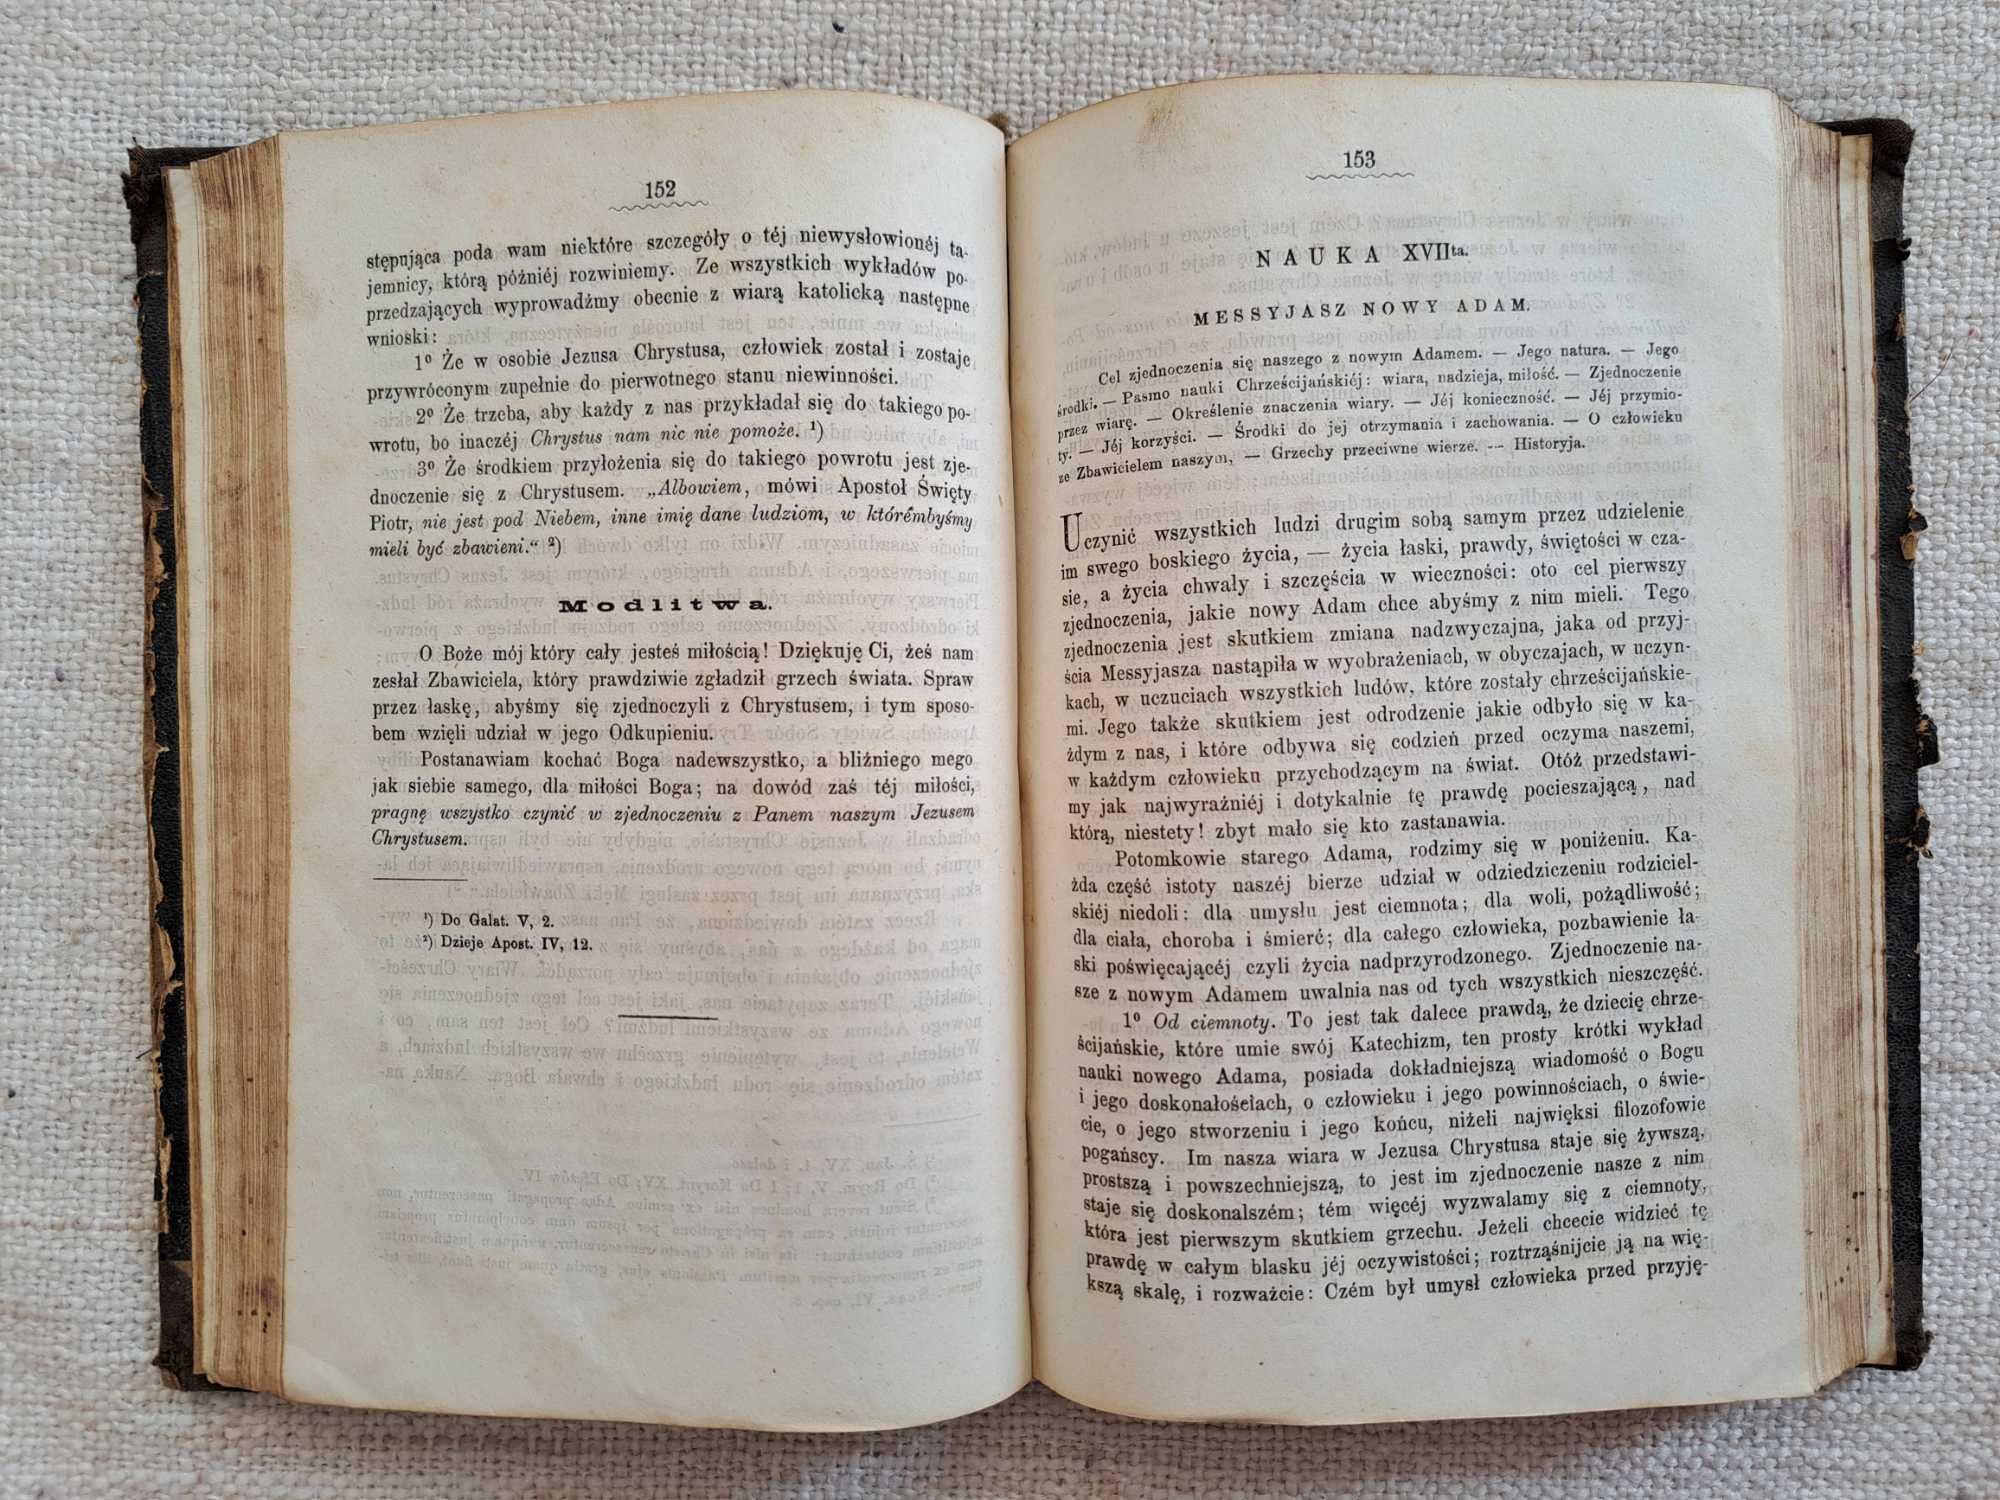 152
stępująca poda wam niektóre szczegóły o téj niewysłowionéj ta-
jemnicy, którą późniéj rozwiniemy. Ze wszystkich wykładów po-
przedzających wyprowadźmy obecnie z wiarą katolicką następne
wnioski:
1º Że w osobie Jezusa Chrystusa, człowiek został i zostaje
przywróconym zupełnie do pierwotnego stanu niewinności.
2º Że trzeba, aby każdy z nas przykładał się do takiego po-
wrotu, bo inaczéj Chrystus nam nic nie pomoże. ¹)
3º Że środkiem przyłożenia się do takiego powrotu jest zje-
dnoczenie się z Chrystusem. „Albowiem, mówi Apostoł Święty
Piotr, nie jest pod Niebem, inne imię dane ludziom, w którémbyśmy
mieli być zbawieni.“ ²)
Modlitwa.
O Boże mój który cały jesteś miłością! Dziękuję Ci, żeś nam
zesłał Zbawiciela, który prawdziwie zgładził grzech świata. Spraw
przez łaskę, abyśmy się zjednoczyli z Chrystusem, i tym sposo-
bem wzięli udział w jego Odkupieniu.
Postanawiam kochać Boga nadewszystko, a bliźniego mego
jak siebie samego, dla miłości Boga; na dowód zaś téj miłości,
pragnę wszystko czynić w zjednoczeniu z Panem naszym Jezusem
Chrystusem.
¹) Do Galat. V, 2.
²) Dzieje Apost. IV, 12.
153
NAUKA XVIIta.
MESSYJASZ NOWY ADAM.
Cel zjednoczenia się naszego z nowym Adamem. — Jego natura. — Jego
środki. — Pasmo nauki Chrześcijańskiéj: wiara, nadzieja, miłość. — Zjednoczenie
przez wiarę. — Określenie znaczenia wiary. — Jéj konieczność. — Jéj przymio-
ty. — Jéj korzyści. — Środki do jej otrzymania i zachowania. — O człowieku
ze Zbawicielem naszym, — Grzechy przeciwne wierze. — Historyja.
Uczynić wszystkich ludzi drugim sobą samym przez udzielenie
im swego boskiego życia, — życia łaski, prawdy, świętości w cza-
sie, a życia chwały i szczęścia w wieczności: oto cel pierwszy
zjednoczenia, jakie nowy Adam chce abyśmy z nim mieli. Tego
zjednoczenia jest skutkiem zmiana nadzwyczajna, jaka od przyj-
ścia Messyjasza nastąpiła w wyobrażeniach, w obyczajach, w uczyn-
kach, w uczuciach wszystkich ludów, które zostały chrześcijańskie-
mi. Jego także skutkiem jest odrodzenie jakie odbyło się w ka-
żdym z nas, i które odbywa się codzień przed oczyma naszemi,
w każdym człowieku przychodzącym na świat. Otóż przedstawi-
my jak najwyraźniéj i dotykalnie tę prawdę pocieszającą, nad
którą, niestety! zbyt mało się kto zastanawia.
Potomkowie starego Adama, rodzimy się w poniżeniu. Ka-
żda część istoty naszéj bierze udział w odziedziczeniu rodziciel-
skiéj niedoli: dla umysłu jest ciemnota; dla woli, pożądliwość;
dla ciała, choroba i śmierć; dla całego człowieka, pozbawienie ła-
ski poświęcającéj czyli życia nadprzyrodzonego. Zjednoczenie na-
sze z nowym Adamem uwalnia nas od tych wszystkich nieszczęść.
1º Od ciemnoty. To jest tak dalece prawdą, że dziecię chrze-
ścijańskie, które umie swój Katechizm, ten prosty krótki wykład
nauki nowego Adama, posiada dokładniejszą wiadomość o Bogu
i jego doskonałościach, o człowieku i jego powinnościach, o świe-
cie, o jego stworzeniu i jego końcu, niżeli najwięksi filozofowie
pogańscy. Im nasza wiara w Jezusa Chrystusa staje się żywszą,
prostszą i powszechniejszą, to jest im zjednoczenie nasze z nim
staje się doskonalszém; tém więcéj wyzwalamy się z ciemnoty,
która jest pierwszym skutkiem grzechu. Jeżeli chcecie widzieć tę
prawdę w całym blasku jéj oczywistości; roztrząśnijcie ją na wię-
kszą skalę, i rozważcie: Czém był umysł człowieka przed przyję-